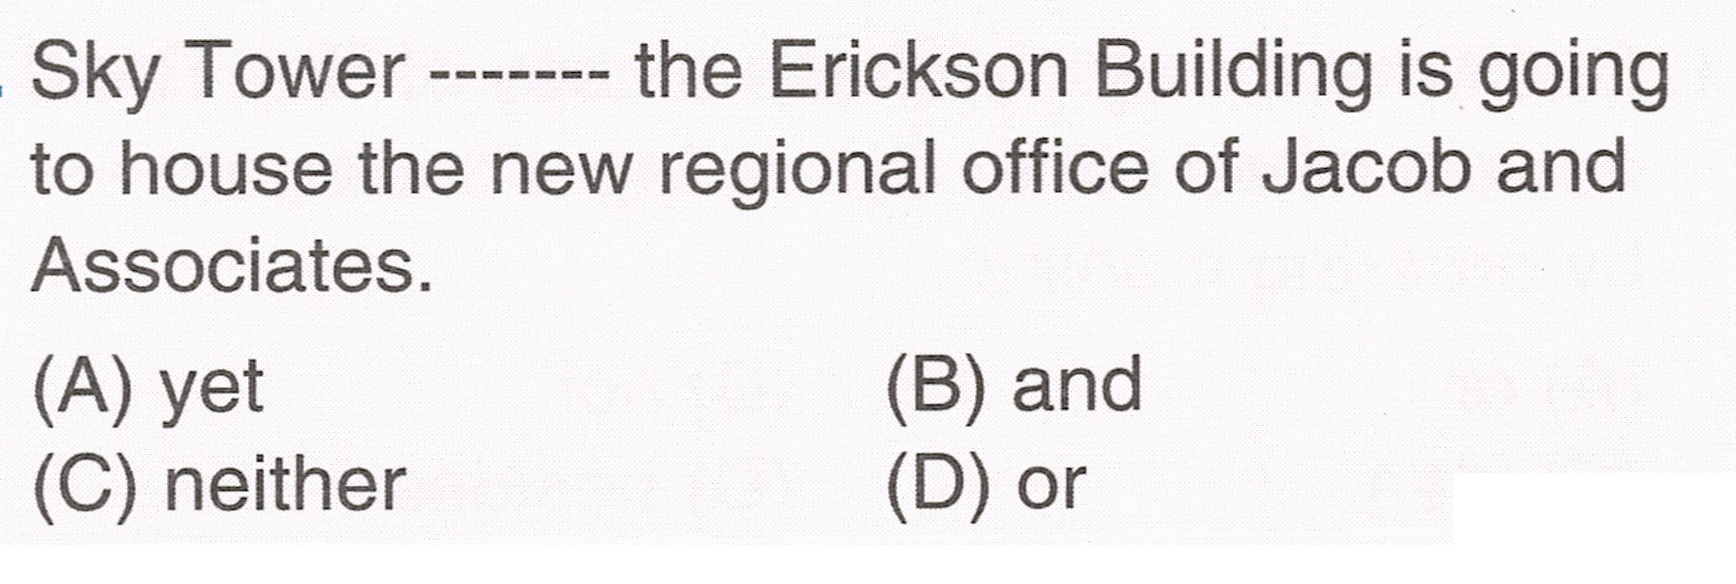 Sky Tower ------- the Erickson Building is going
to house the new regional office of Jacob and
Associates.
(A) yet (B) and
(C) neither (D) or